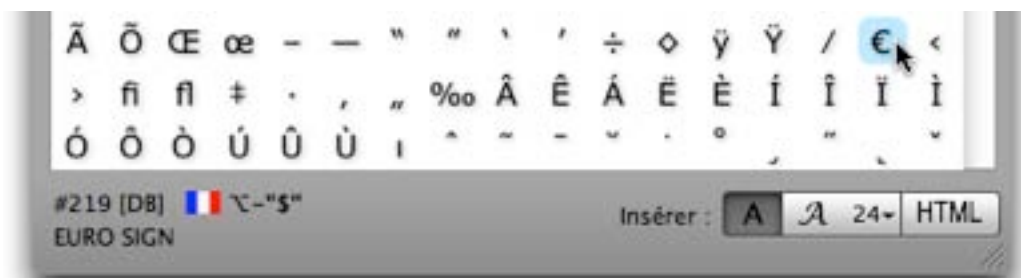 Ã Õ Œ œ – — “ ” ‘ ’ ÷ ◊ ÿ Ÿ ⁄ € ‹
› ﬁ ﬂ ‡ · ‚ „ ‰ Â Ê Á Ë È Í Î Ï Ì
Ó Ô Ò Ú Û Ù ı ˆ ˜ ¯ ˘ ˙ ˚ ¸ ˝ ˛ ˇ
#219 [DB] ⌥-"$"
Insérer : A A 24 HTML
EURO SIGN